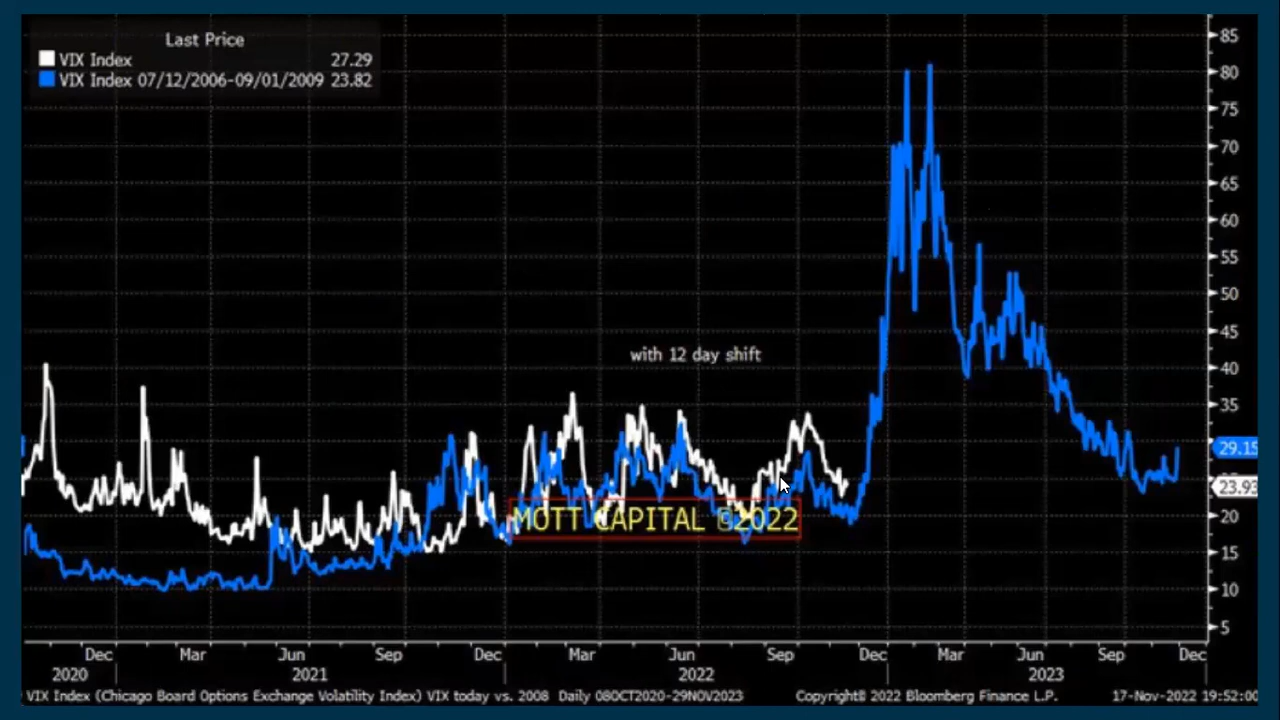 Last Price
VIX Index 27.29
VIX Index 07/12/2006-09/01/2009 23.82
85
80
75
70
65
60
55
50
45
40
35
29.15
23.93
20
15
10
5
with 12 day shift
MOTT CAPITAL ©2022
Dec Mar Jun Sep Dec Mar Jun Sep Dec Mar Jun Sep Dec
2020 2021 2022 2023
VIX Index (Chicago Board Options Exchange Volatility Index) VIX today vs. 2008 Daily 08OCT2020-29NOV2023 Copyright© 2022 Bloomberg Finance L.P. 17-Nov-2022 19:52:00